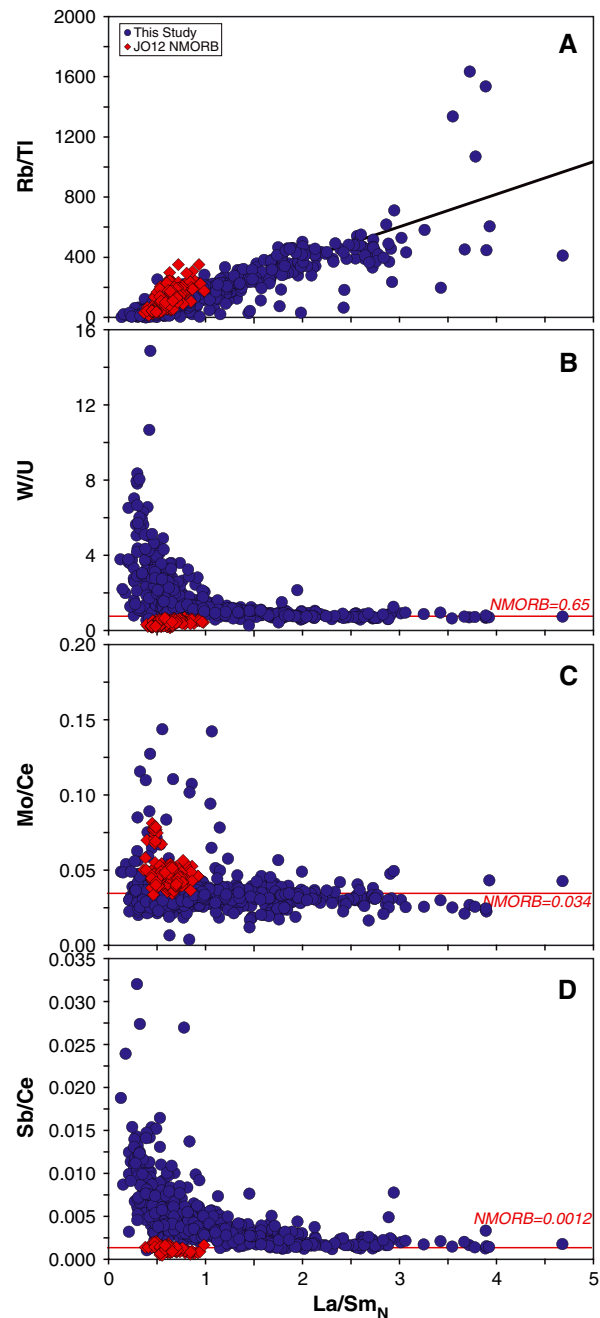 2000
1600
1200
800
400
0
Rb/Tl
This Study
JO12 NMORB
A
16
12
8
4
0
W/U
B
NMORB=0.65
0.20
0.15
0.10
0.05
0.00
Mo/Ce
C
NMORB=0.034
0.035
0.030
0.025
0.020
0.015
0.010
0.005
0.000
Sb/Ce
D
NMORB=0.0012
0 1 2 3 4 5
La/SmN